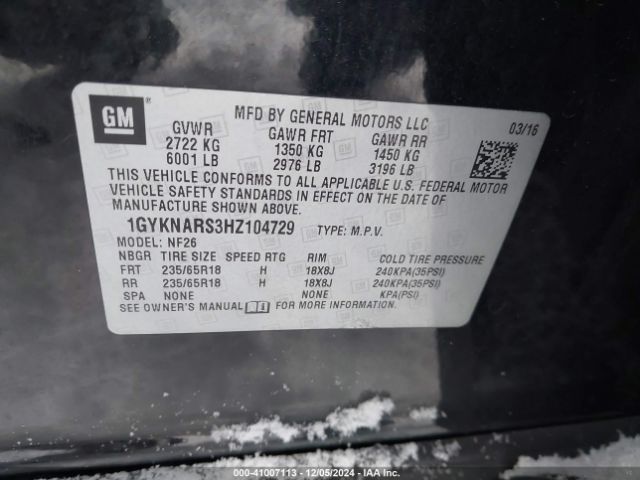 GM ®
MFD BY GENERAL MOTORS LLC
03/16
GVWR GAWR FRT GAWR RR
2722 KG 1350 KG 1450 KG
6001 LB 2976 LB 3196 LB
THIS VEHICLE CONFORMS TO ALL APPLICABLE U.S. FEDERAL MOTOR
VEHICLE SAFETY STANDARDS IN EFFECT ON THE DATE OF
MANUFACTURE SHOWN ABOVE.
1GYKNARS3HZ104729 TYPE: M.P.V.
MODEL: NF26
NBGR TIRE SIZE SPEED RTG RIM COLD TIRE PRESSURE
FRT 235/65R18 H 18X8J 240KPA(35PSI)
RR 235/65R18 H 18X8J 240KPA(35PSI)
SPA NONE NONE KPA(PSI)
SEE OWNER'S MANUAL FOR MORE INFORMATION.
000-41007113 - 12/05/2024 - IAA Inc.